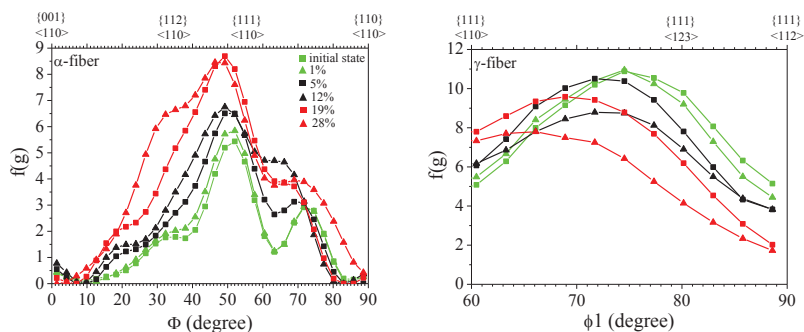 {001} {112} {111} {110}
<110> <110> <110> <110>
α-fiber
initial state
1%
5%
12%
19%
28%
f(g)
9
8
7
6
5
4
3
2
1
0
0 10 20 30 40 50 60 70 80 90
Φ (degree)
{111} {111} {111}
<110> <123> <112>
γ-fiber
f(g)
12
10
8
6
4
2
0
60 70 80 90
ϕ1 (degree)